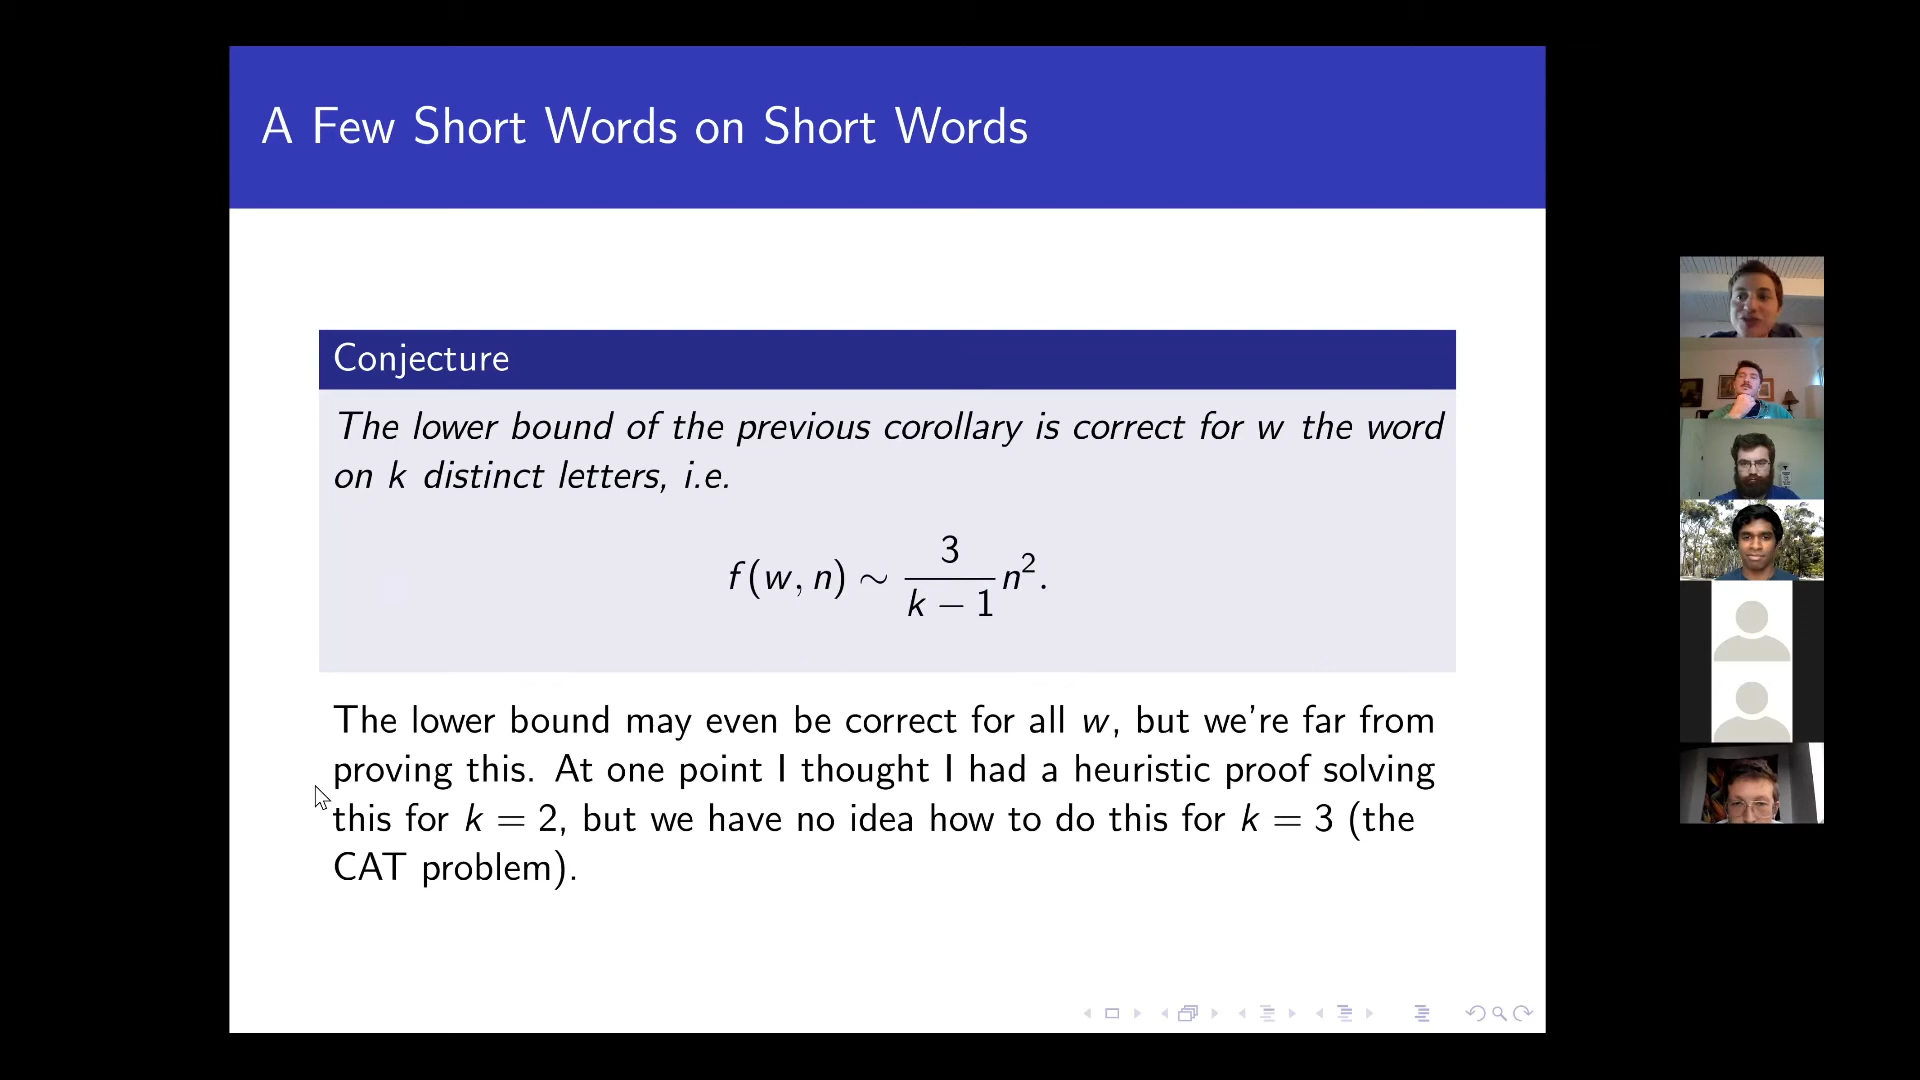 A Few Short Words on Short Words
Conjecture
The lower bound of the previous corollary is correct for w the word
on k distinct letters, i.e.
f(w, n) ∼ \frac{3}{k − 1} n².
The lower bound may even be correct for all w, but we're far from
proving this. At one point I thought I had a heuristic proof solving
this for k = 2, but we have no idea how to do this for k = 3 (the
CAT problem).